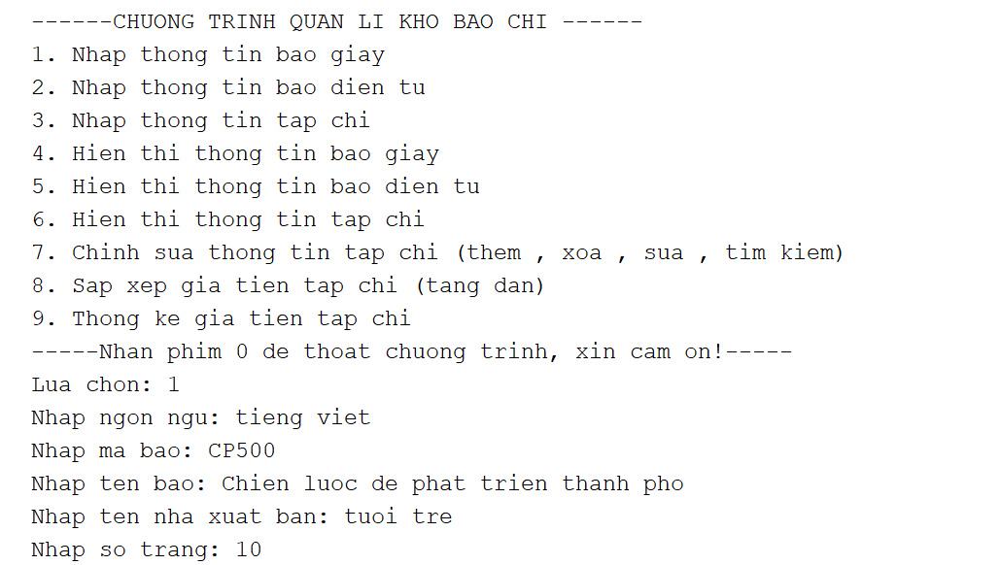 ------CHUONG TRINH QUAN LI KHO BAO CHI ------
1. Nhap thong tin bao giay
2. Nhap thong tin bao dien tu
3. Nhap thong tin tap chi
4. Hien thi thong tin bao giay
5. Hien thi thong tin bao dien tu
6. Hien thi thong tin tap chi
7. Chinh sua thong tin tap chi (them , xoa , sua , tim kiem)
8. Sap xep gia tien tap chi (tang dan)
9. Thong ke gia tien tap chi
-----Nhan phim 0 de thoat chuong trinh, xin cam on!-----
Lua chon: 1
Nhap ngon ngu: tieng viet
Nhap ma bao: CP500
Nhap ten bao: Chien luoc de phat trien thanh pho
Nhap ten nha xuat ban: tuoi tre
Nhap so trang: 10